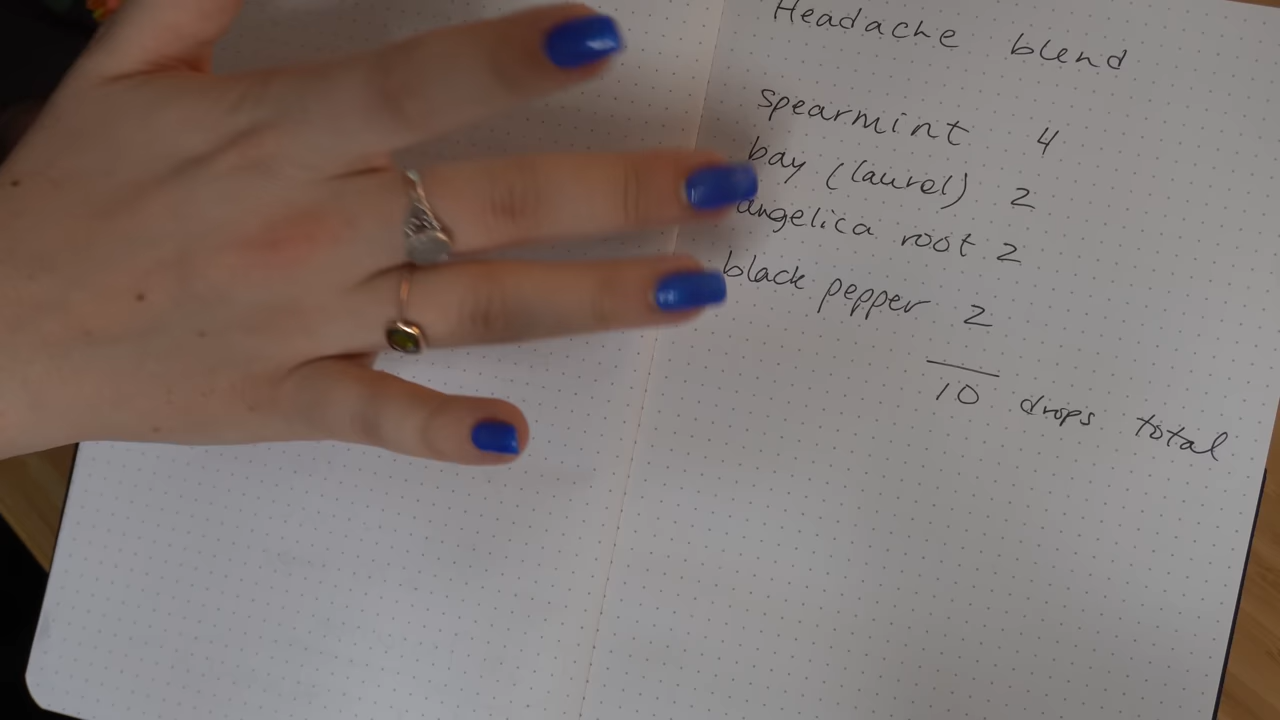 Headache blend
spearmint 4
bay (laurel) 2
angelica root 2
black pepper 2
10 drops total